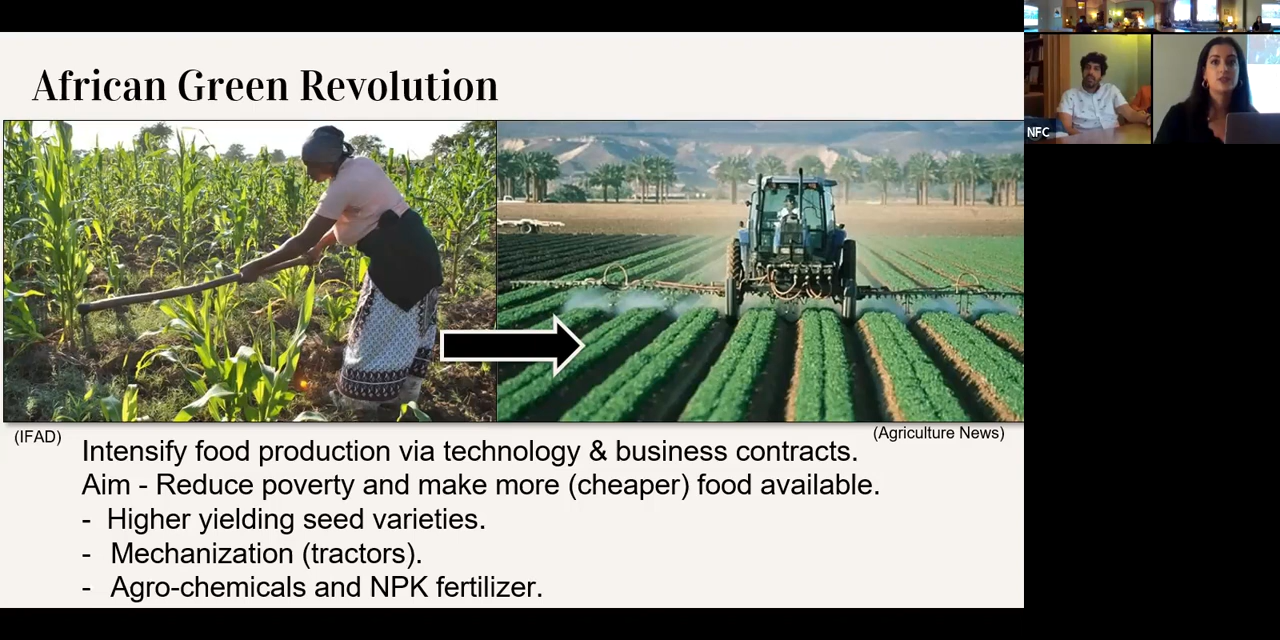 African Green Revolution
NFC
(IFAD)
(Agriculture News)
Intensify food production via technology & business contracts.
Aim - Reduce poverty and make more (cheaper) food available.
- Higher yielding seed varieties.
- Mechanization (tractors).
- Agro-chemicals and NPK fertilizer.